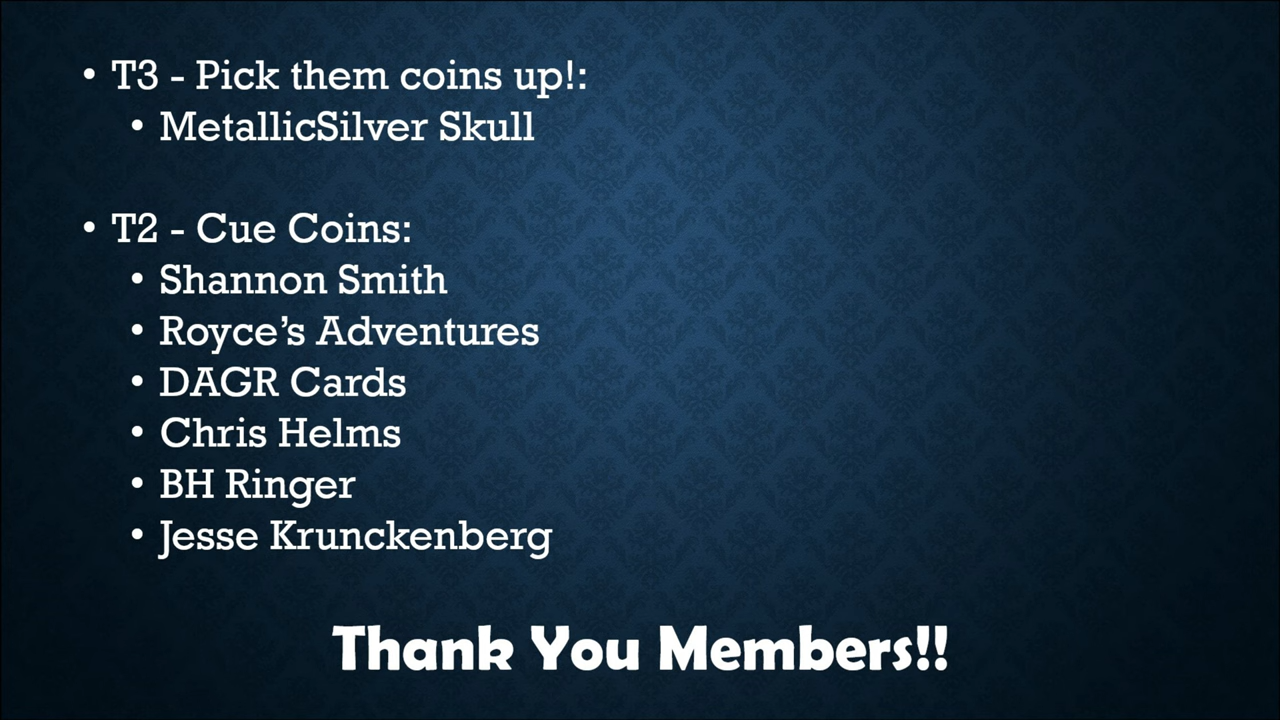 • T3 - Pick them coins up!:
• MetallicSilver Skull
• T2 - Cue Coins:
• Shannon Smith
• Royce’s Adventures
• DAGR Cards
• Chris Helms
• BH Ringer
• Jesse Krunckenberg
Thank You Members!!